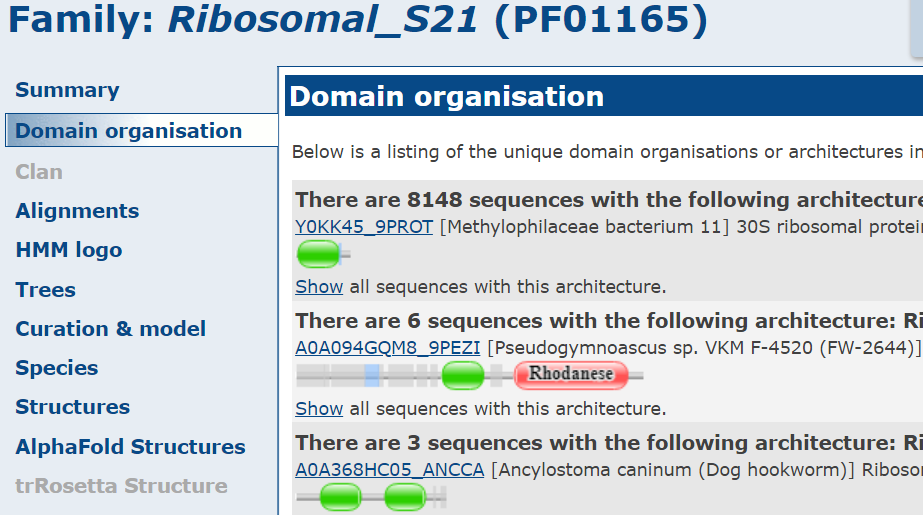 Family: Ribosomal_S21 (PF01165)
Summary
Domain organisation
Clan
Alignments
HMM logo
Trees
Curation & model
Species
Structures
AlphaFold Structures
trRosetta Structure
Domain organisation
Below is a listing of the unique domain organisations or architectures in
There are 8148 sequences with the following architecture
Y0KK45_9PROT [Methylophilaceae bacterium 11] 30S ribosomal protein
Show all sequences with this architecture.
There are 6 sequences with the following architecture: Ri
A0A094GQM8_9PEZI [Pseudogymnoascus sp. VKM F-4520 (FW-2644)]
Rhodanese
Show all sequences with this architecture.
There are 3 sequences with the following architecture: Ri
A0A368HC05_ANCCA [Ancylostoma caninum (Dog hookworm)] Riboso